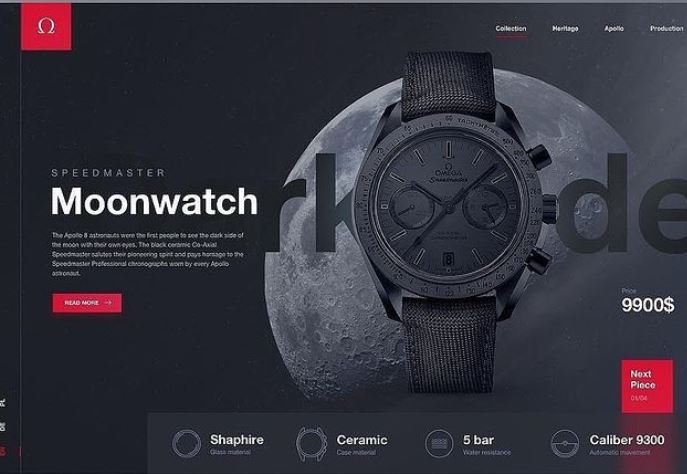 Ω
Collection Heritage Apollo Production
TACHYMETRE
OMEGA
Speedmaster
SPEEDMASTER
Moonwatch
rk
de
The Apollo 8 astronauts were the first people to see the dark side of
the moon with their own eyes. The black ceramic Co-Axial
Speedmaster salutes their pioneering spirit and pays homage to the
Speedmaster Professional chronographs worn by every Apollo
astronaut.
READ MORE →
Price
9900$
Next
Piece
01/04
PL
DE
Shaphire
Glass material
Ceramic
Case material
5 bar
Water resistance
Caliber 9300
Automatic movement